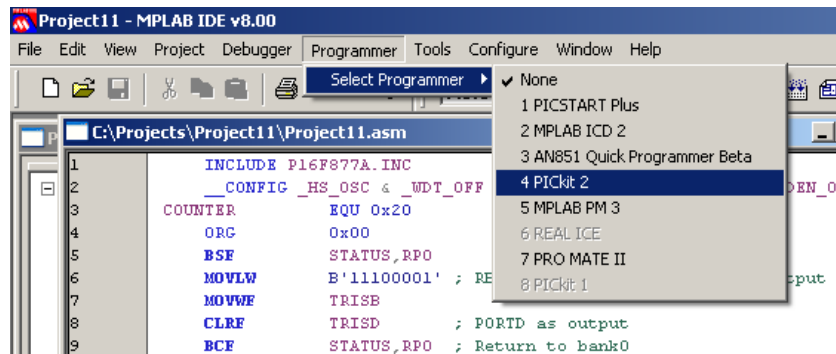 Project11 - MPLAB IDE v8.00
File Edit View Project Debugger Programmer Tools Configure Window Help
Select Programmer
None
1 PICSTART Plus
2 MPLAB ICD 2
3 AN851 Quick Programmer Beta
4 PICkit 2
5 MPLAB PM 3
6 REAL ICE
7 PRO MATE II
8 PICkit 1
C:\Projects\Project11\Project11.asm
1 INCLUDE P16F877A.INC
2 __CONFIG _HS_OSC & _WDT_OFF DEN_O
3 COUNTER EQU 0x20
4 ORG 0x00
5 BSF STATUS,RP0
6 MOVLW B'11100001' ; RE tput
7 MOVWF TRISB
8 CLRF TRISD ; PORTD as output
9 BCF STATUS,RP0 ; Return to bank0